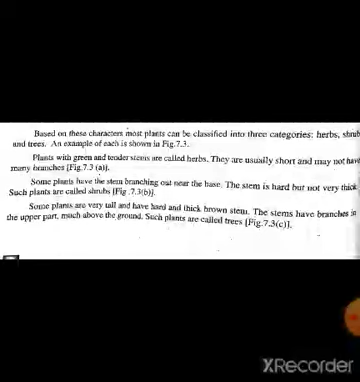 Based on these characters most plants can be classified into three categories: herbs, shrub
and trees. An example of each is shown in Fig.7.3.
Plants with green and tender stems are called herbs. They are usually short and may not have
many branches [Fig.7.3 (a)].
Some plants have the stem branching out near the base. The stem is hard but not very thick
Such plants are called shrubs [Fig .7.3(b)].
Some plants are very tall and have hard and thick brown stem. The stems have branches in
the upper part, much above the ground. Such plants are called trees [Fig.7.3(c)].
XRecorder